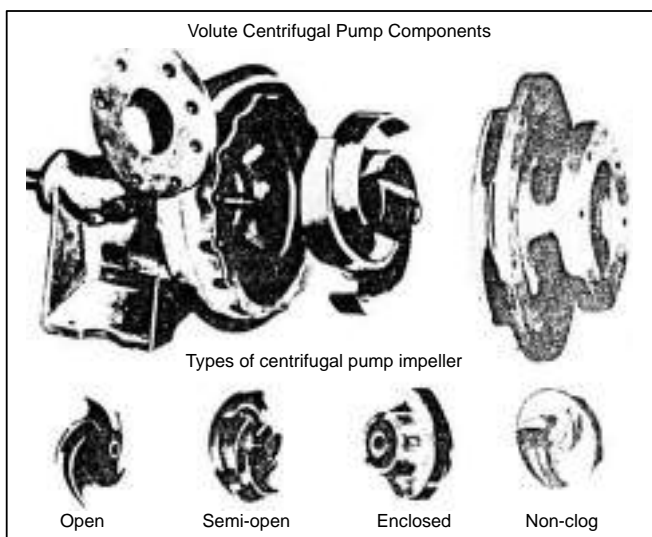 Volute Centrifugal Pump Components
Types of centrifugal pump impeller
Open Semi-open Enclosed Non-clog